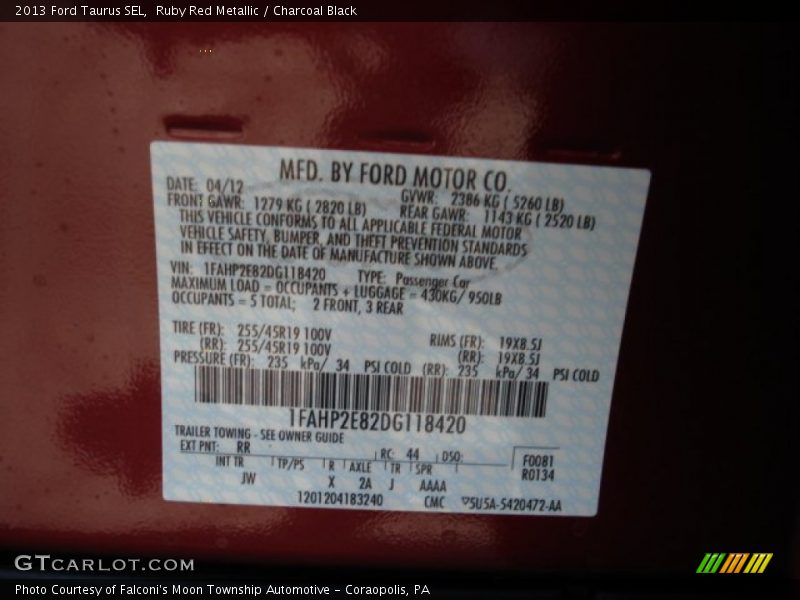 2013 Ford Taurus SEL, Ruby Red Metallic / Charcoal Black
MFD. BY FORD MOTOR CO.
DATE: 04/12 GVWR: 2386 KG ( 5260 LB)
FRONT GAWR: 1279 KG ( 2820 LB) REAR GAWR: 1143 KG ( 2520 LB)
THIS VEHICLE CONFORMS TO ALL APPLICABLE FEDERAL MOTOR
VEHICLE SAFETY, BUMPER, AND THEFT PREVENTION STANDARDS
IN EFFECT ON THE DATE OF MANUFACTURE SHOWN ABOVE.
VIN: 1FAHP2E82DG118420 TYPE: Passenger Car
MAXIMUM LOAD = OCCUPANTS + LUGGAGE = 430KG/ 950LB
OCCUPANTS = 5 TOTAL; 2 FRONT, 3 REAR
TIRE (FR): 255/45R19 100V RIMS (FR): 19X8.5J
(RR): 255/45R19 100V (RR): 19X8.5J
PRESSURE (FR): 235 kPa/ 34 PSI COLD (RR): 235 kPa/ 34 PSI COLD
1FAHP2E82DG118420
TRAILER TOWING - SEE OWNER GUIDE
EXT PNT: RR RC: 44 DSO: F0081
INT TR TP/PS R AXLE TR SPR R0134
JW X 2A J AAAA
1201204183240 CMC ▽5U5A-5420472-AA
GTCARLOT.COM
Photo Courtesy of Falconi's Moon Township Automotive - Coraopolis, PA